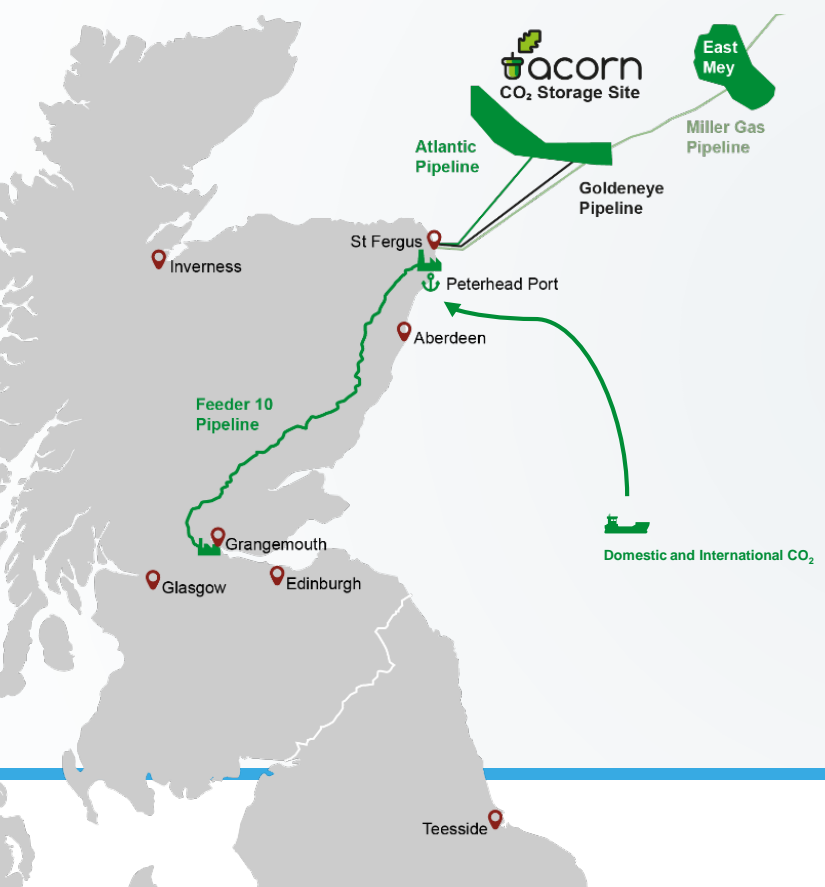 acorn
CO₂ Storage Site
East
Mey
Miller Gas
Pipeline
Atlantic
Pipeline
Goldeneye
Pipeline
St Fergus
Inverness
Peterhead Port
Aberdeen
Feeder 10
Pipeline
Grangemouth
Domestic and International CO₂
Glasgow
Edinburgh
Teesside